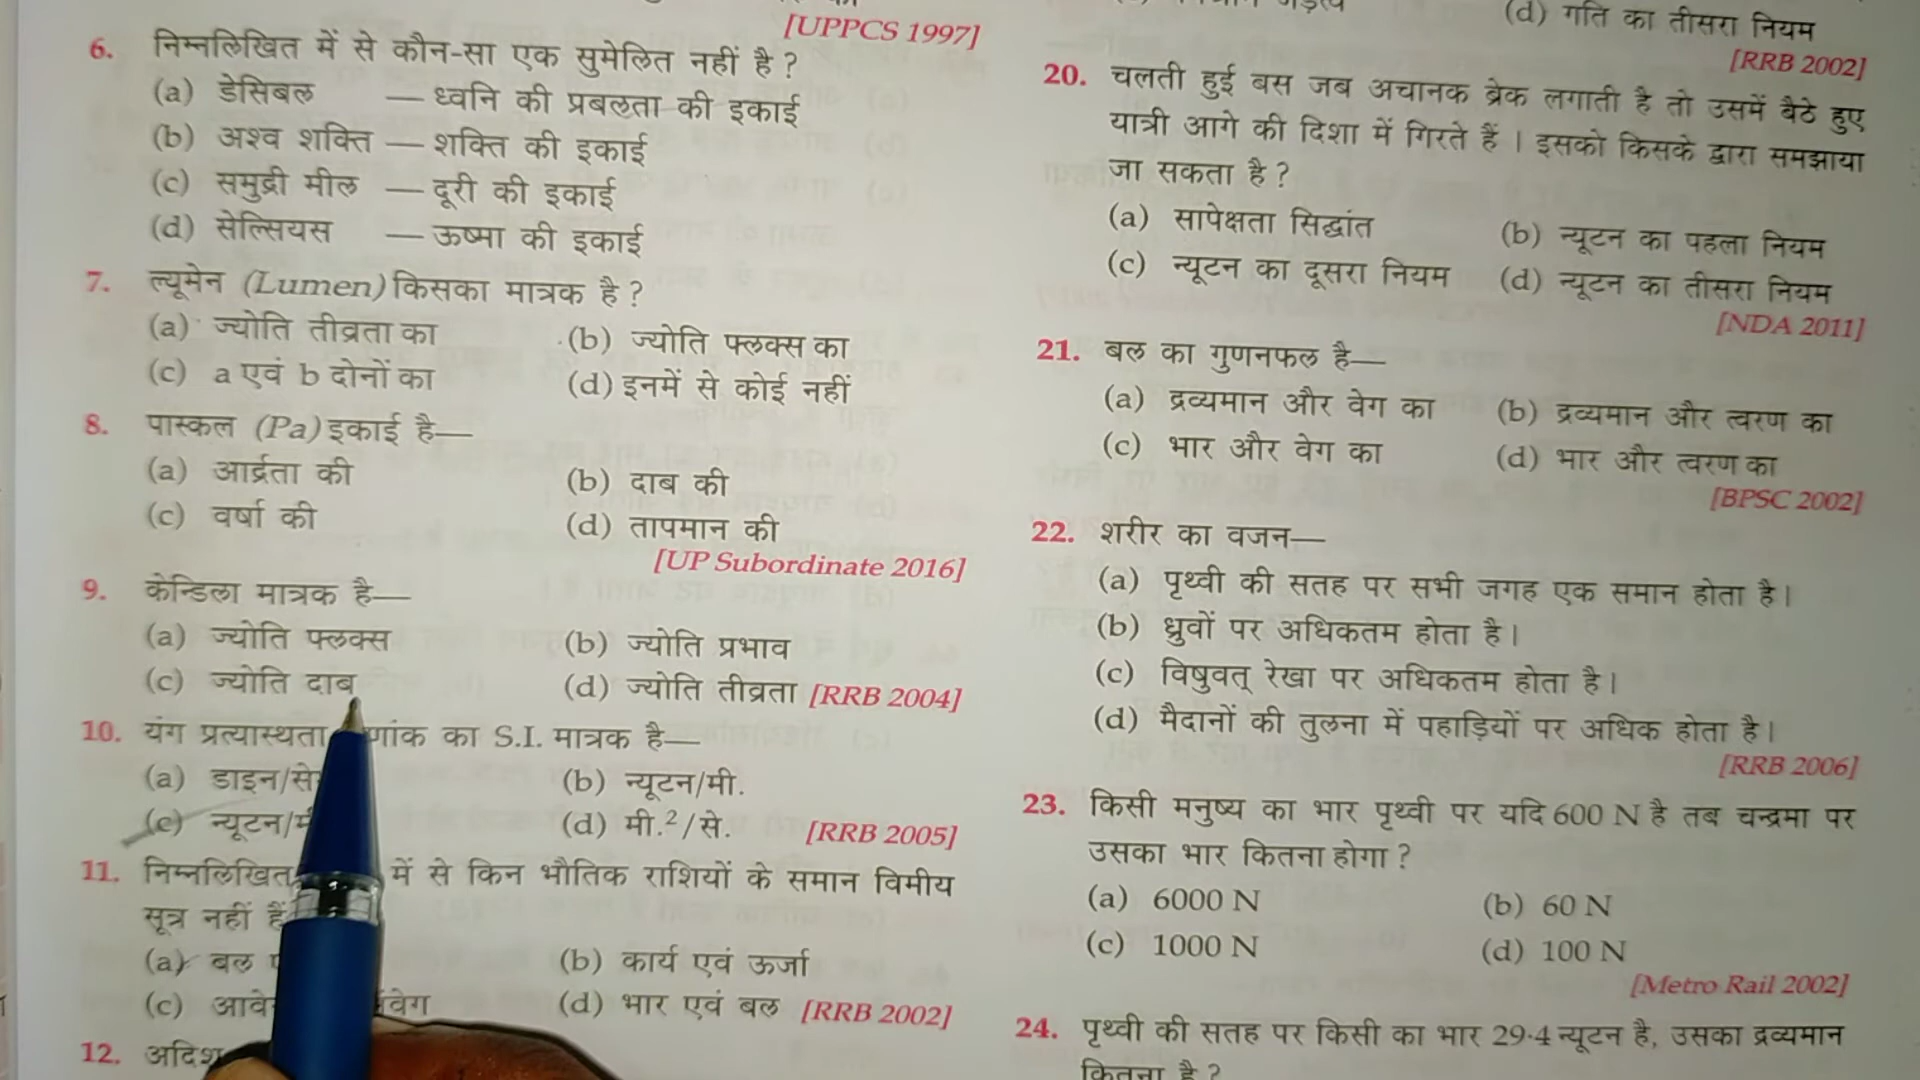 [UPPCS 1997]
6. निम्नलिखित में से कौन-सा एक सुमेलित नहीं है ?
(a) डेसिबल — ध्वनि की प्रबलता की इकाई
(b) अश्व शक्ति — शक्ति की इकाई
(c) समुद्री मील — दूरी की इकाई
(d) सेल्सियस — ऊष्मा की इकाई
7. ल्यूमेन (Lumen) किसका मात्रक है ?
(a) ज्योति तीव्रता का (b) ज्योति फ्लक्स का
(c) a एवं b दोनों का (d) इनमें से कोई नहीं
8. पास्कल (Pa) इकाई है—
(a) आर्द्रता की (b) दाब की
(c) वर्षा की (d) तापमान की
[UP Subordinate 2016]
9. केन्डिला मात्रक है—
(a) ज्योति फ्लक्स (b) ज्योति प्रभाव
(c) ज्योति दाब (d) ज्योति तीव्रता [RRB 2004]
10. यंग प्रत्यास्थता णांक का S.I. मात्रक है—
(a) डाइन/से (b) न्यूटन/मी.
(c) न्यूटन/ (d) मी.²/से. [RRB 2005]
11. निम्नलिखित में से किन भौतिक राशियों के समान विमीय
सूत्र नहीं हैं
(a) बल (b) कार्य एवं ऊर्जा
(c) आवे वेग (d) भार एवं बल [RRB 2002]
12. अदिश
(d) गति का तीसरा नियम
[RRB 2002]
20. चलती हुई बस जब अचानक ब्रेक लगाती है तो उसमें बैठे हुए
यात्री आगे की दिशा में गिरते हैं । इसको किसके द्वारा समझाया
जा सकता है ?
(a) सापेक्षता सिद्धांत (b) न्यूटन का पहला नियम
(c) न्यूटन का दूसरा नियम (d) न्यूटन का तीसरा नियम
[NDA 2011]
21. बल का गुणनफल है—
(a) द्रव्यमान और वेग का (b) द्रव्यमान और त्वरण का
(c) भार और वेग का (d) भार और त्वरण का
[BPSC 2002]
22. शरीर का वजन—
(a) पृथ्वी की सतह पर सभी जगह एक समान होता है।
(b) ध्रुवों पर अधिकतम होता है।
(c) विषुवत् रेखा पर अधिकतम होता है।
(d) मैदानों की तुलना में पहाड़ियों पर अधिक होता है।
[RRB 2006]
23. किसी मनुष्य का भार पृथ्वी पर यदि 600 N है तब चन्द्रमा पर
उसका भार कितना होगा ?
(a) 6000 N (b) 60 N
(c) 1000 N (d) 100 N
[Metro Rail 2002]
24. पृथ्वी की सतह पर किसी का भार 29·4 न्यूटन है, उसका द्रव्यमान
कितना है ?